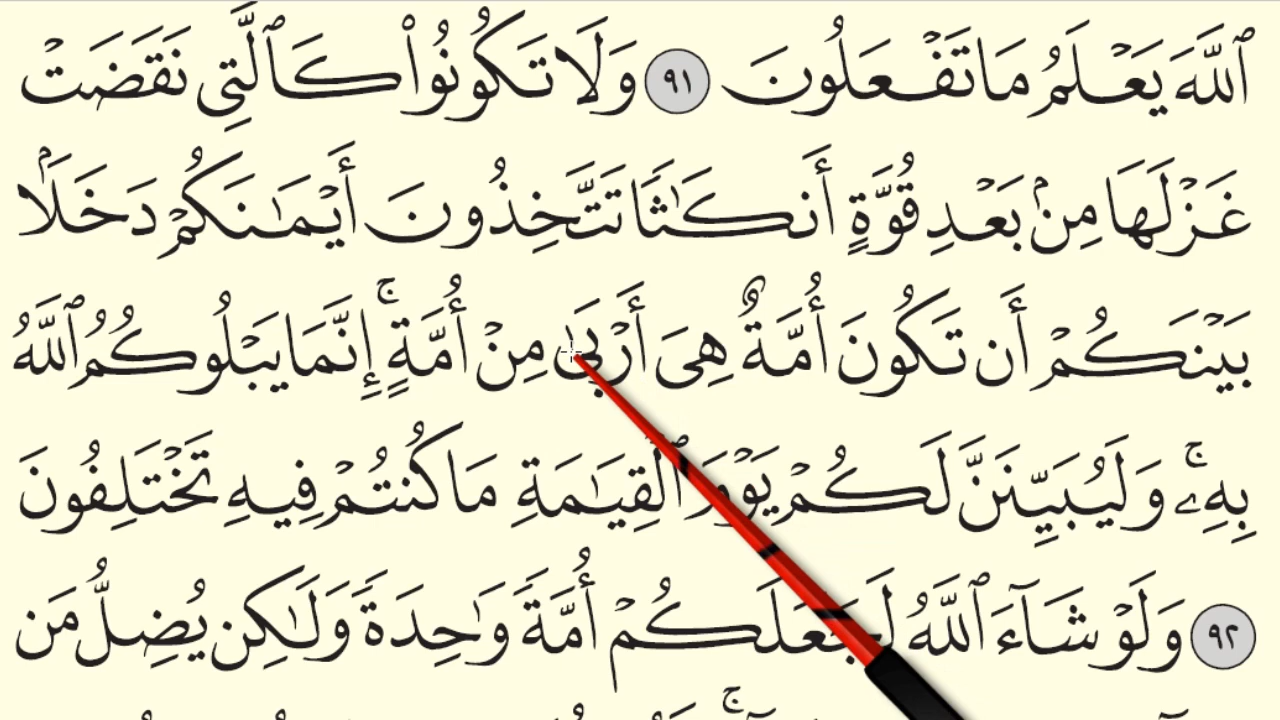 ٱللَّهَ يَعْلَمُ مَا تَفْعَلُونَ ٩١ وَلَا تَكُونُوا۟ كَٱلَّتِى نَقَضَتْ
غَزْلَهَا مِنۢ بَعْدِ قُوَّةٍ أَنكَٰثًا تَتَّخِذُونَ أَيْمَٰنَكُمْ دَخَلًۢا
بَيْنَكُمْ أَن تَكُونَ أُمَّةٌ هِىَ أَرْبَىٰ مِنْ أُمَّةٍ ۚ إِنَّمَا يَبْلُوكُمُ ٱللَّهُ
بِهِۦ ۚ وَلَيُبَيِّنَنَّ لَكُمْ يَوْمَ ٱلْقِيَٰمَةِ مَا كُنتُمْ فِيهِ تَخْتَلِفُونَ
٩٢ وَلَوْ شَآءَ ٱللَّهُ لَجَعَلَكُمْ أُمَّةً وَٰحِدَةً وَلَٰكِن يُضِلُّ مَن